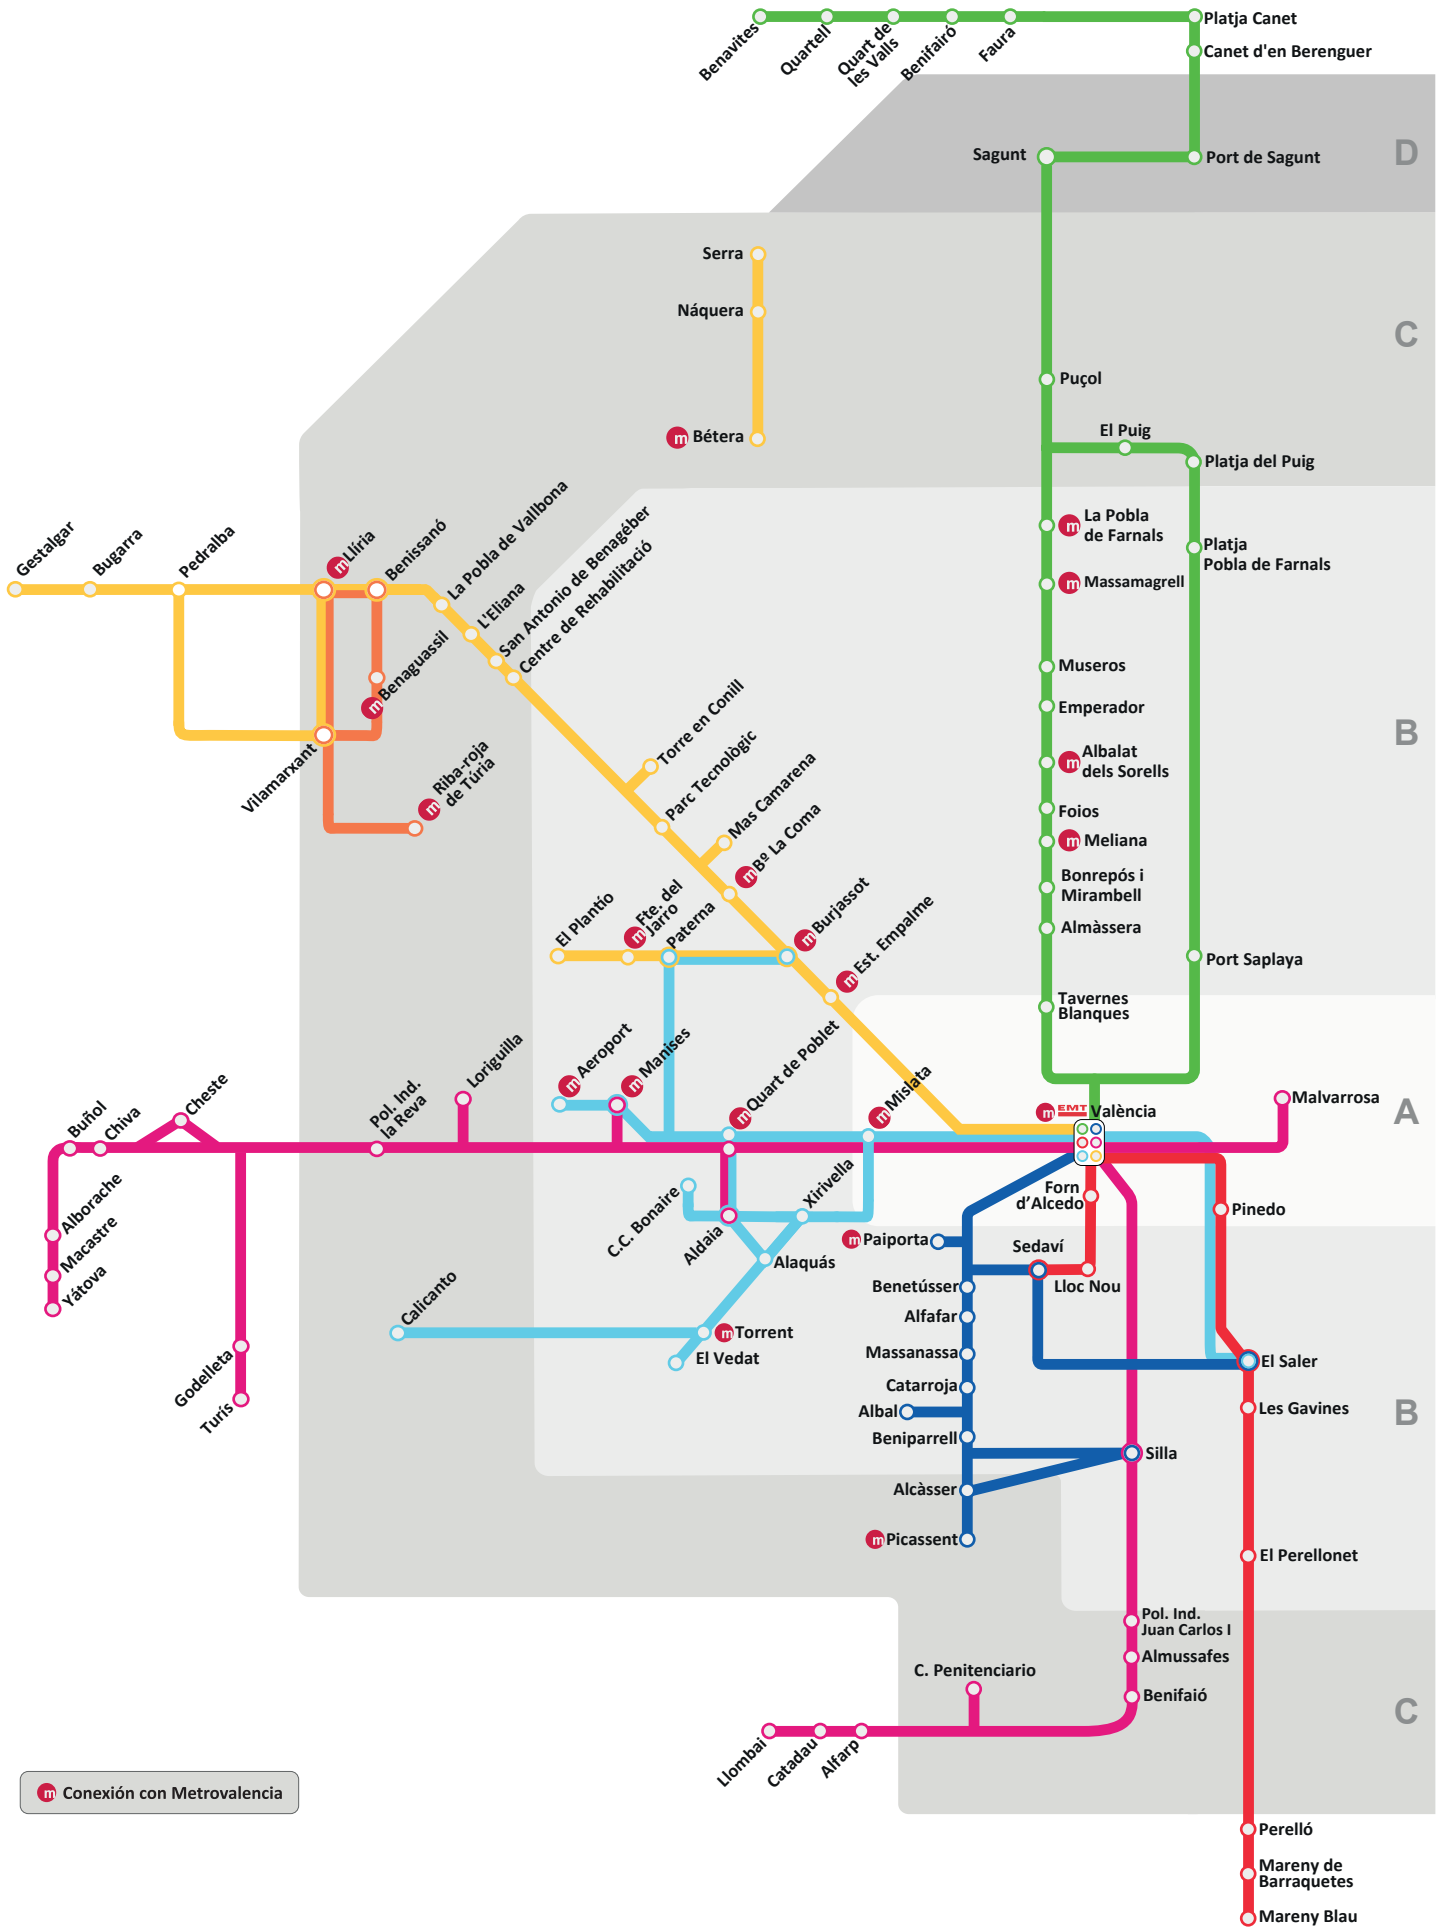 Platja Canet
Benavites
Quartell
Quart de
les Valls
Benifairó
Faura
Canet d'en Berenguer
D
Sagunt
Port de Sagunt
Serra
Náquera
C
Puçol
Bétera
m
El Puig
Platja del Puig
Gestalgar
Bugarra
Pedralba
m
Llíria
Benissanó
La Pobla de Vallbona
L'Eliana
San Antonio de Benagéber
Centre de Rehabilitació
m
La Pobla
de Farnals
Platja
Pobla de Farnals
m
Massamagrell
m
Benaguassil
Museros
Emperador
B
Torre en Conill
Vilamarxant
m
Riba-roja
de Túria
Parc Tecnològic
m
Albalat
dels Sorells
Mas Camarena
Foios
m
Meliana
m
Bº La Coma
Bonrepós i
Mirambell
El Plantío
m
Fte. del
Jarro
Paterna
m
Burjassot
Almàssera
m
Est. Empalme
Port Saplaya
Tavernes
Blanques
m
Aeroport
m
Manises
m
Quart de Poblet
m
Mislata
Buñol
Chiva
Cheste
Pol. Ind.
la Reva
Loriguilla
m
EMT
València
Malvarrosa
A
Alborache
Macastre
Yátova
C.C. Bonaire
Aldaia
Xirivella
Forn
d'Alcedo
Pinedo
m
Paiporta
Sedaví
Alaquás
Lloc Nou
Benetússer
Calicanto
Alfafar
m
Torrent
El Vedat
Massanassa
El Saler
Godelleta
Turís
Catarroja
Albal
Les Gavines
B
Beniparrell
Silla
Alcàsser
m
Picassent
El Perellonet
Pol. Ind.
Juan Carlos I
Almussafes
C. Penitenciario
Benifaió
C
Llombai
Catadau
Alfarp
m
Conexión con Metrovalencia
Perelló
Mareny de
Barraquetes
Mareny Blau